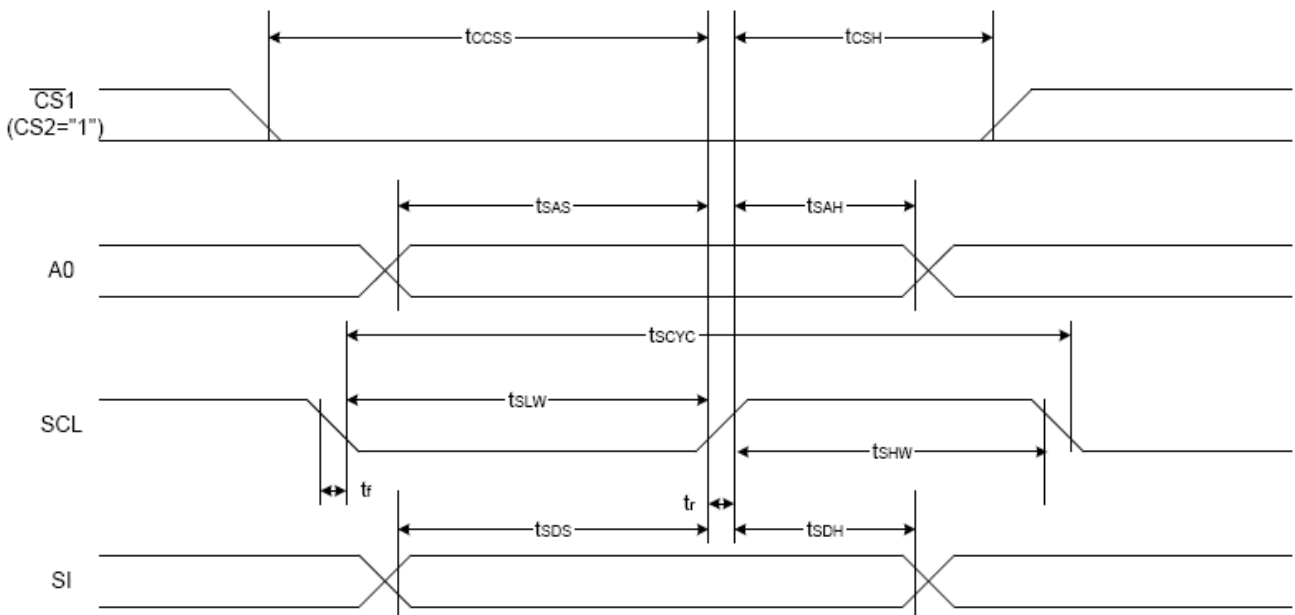 tCCSS
tCSH
CS1
(CS2="1")
tSAS
tSAH
A0
tSCYC
tSLW
SCL
tSHW
tf
tr
tSDS
tSDH
SI